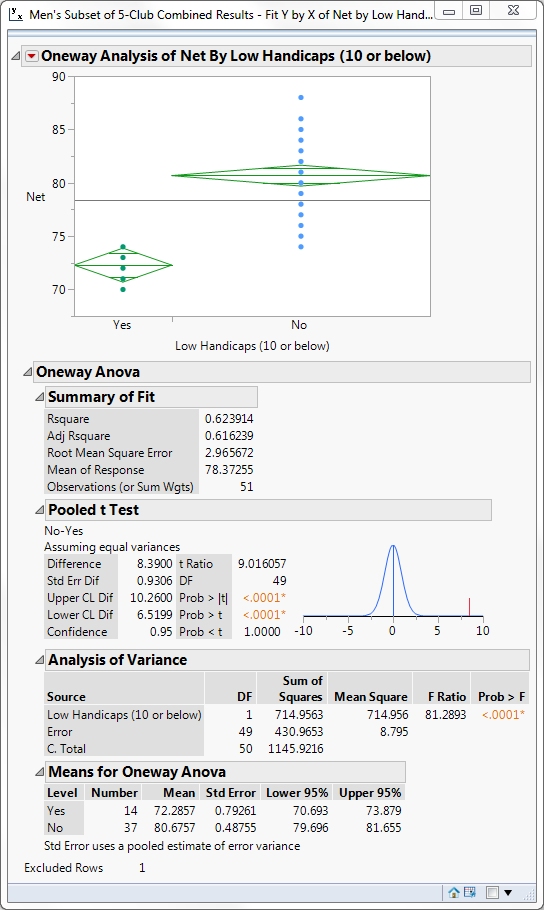 Men's Subset of 5-Club Combined Results - Fit Y by X of Net by Low Hand...
Oneway Analysis of Net By Low Handicaps (10 or below)
90
85
80
75
70
Net
Yes No
Low Handicaps (10 or below)
Oneway Anova
Summary of Fit
Rsquare 0.623914
Adj Rsquare 0.616239
Root Mean Square Error 2.965672
Mean of Response 78.37255
Observations (or Sum Wgts) 51
Pooled t Test
No-Yes
Assuming equal variances
Difference 8.3900 t Ratio 9.016057
Std Err Dif 0.9306 DF 49
Upper CL Dif 10.2600 Prob > |t| <.0001*
Lower CL Dif 6.5199 Prob > t <.0001*
Confidence 0.95 Prob < t 1.0000
-10 -5 0 5 10
Analysis of Variance
Source DF Sum of Squares Mean Square F Ratio Prob > F
Low Handicaps (10 or below) 1 714.9563 714.956 81.2893 <.0001*
Error 49 430.9653 8.795
C. Total 50 1145.9216
Means for Oneway Anova
Level Number Mean Std Error Lower 95% Upper 95%
Yes 14 72.2857 0.79261 70.693 73.879
No 37 80.6757 0.48755 79.696 81.655
Std Error uses a pooled estimate of error variance
Excluded Rows 1